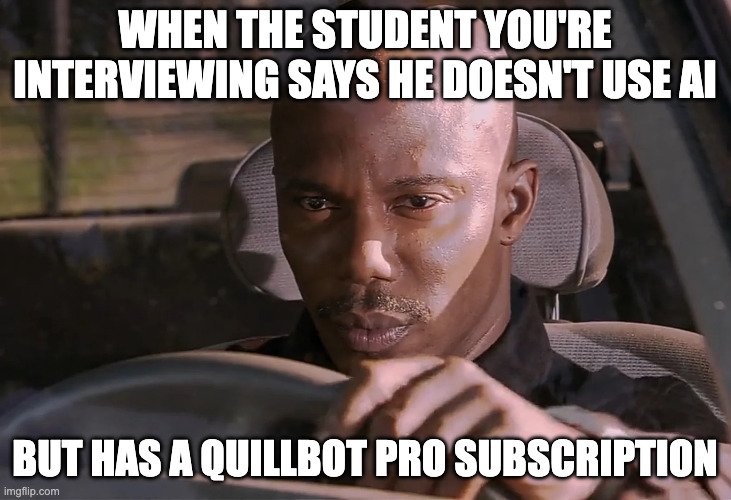 WHEN THE STUDENT YOU'RE
INTERVIEWING SAYS HE DOESN'T USE AI
BUT HAS A QUILLBOT PRO SUBSCRIPTION
imgflip.com